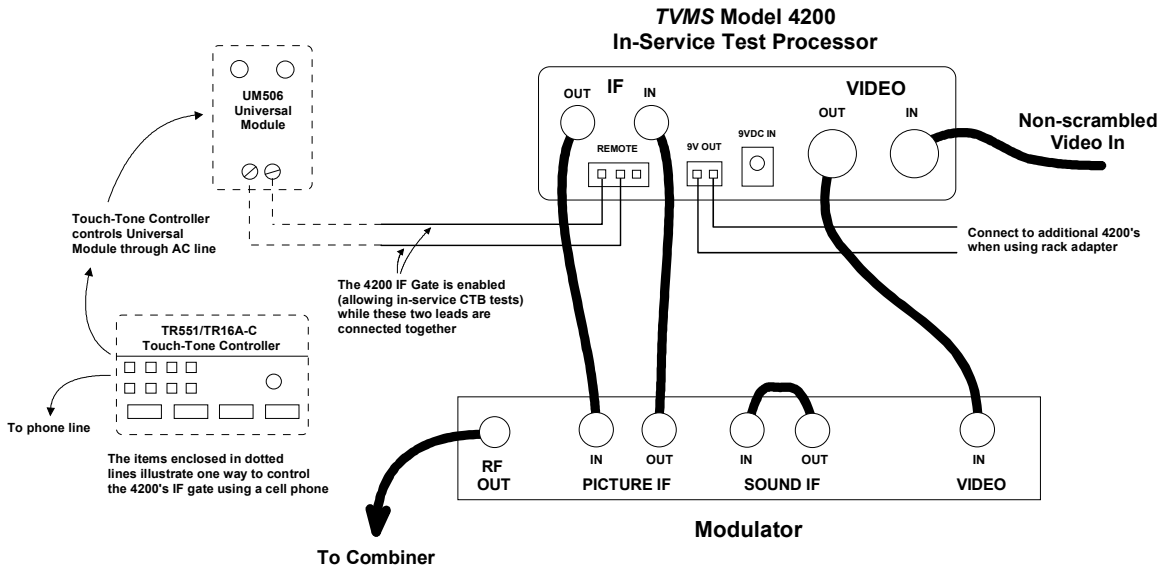 TVMS Model 4200
In-Service Test Processor
UM506
Universal
Module
OUT
IF
IN
REMOTE
9V OUT
9VDC IN
VIDEO
OUT
IN
Non-scrambled
Video In
Touch-Tone Controller
controls Universal
Module through AC line
The 4200 IF Gate is enabled
(allowing in-service CTB tests)
while these two leads are
connected together
Connect to additional 4200's
when using rack adapter
TR551/TR16A-C
Touch-Tone Controller
To phone line
The items enclosed in dotted
lines illustrate one way to control
the 4200's IF gate using a cell phone
RF
OUT
IN
OUT
PICTURE IF
IN
OUT
SOUND IF
IN
VIDEO
Modulator
To Combiner